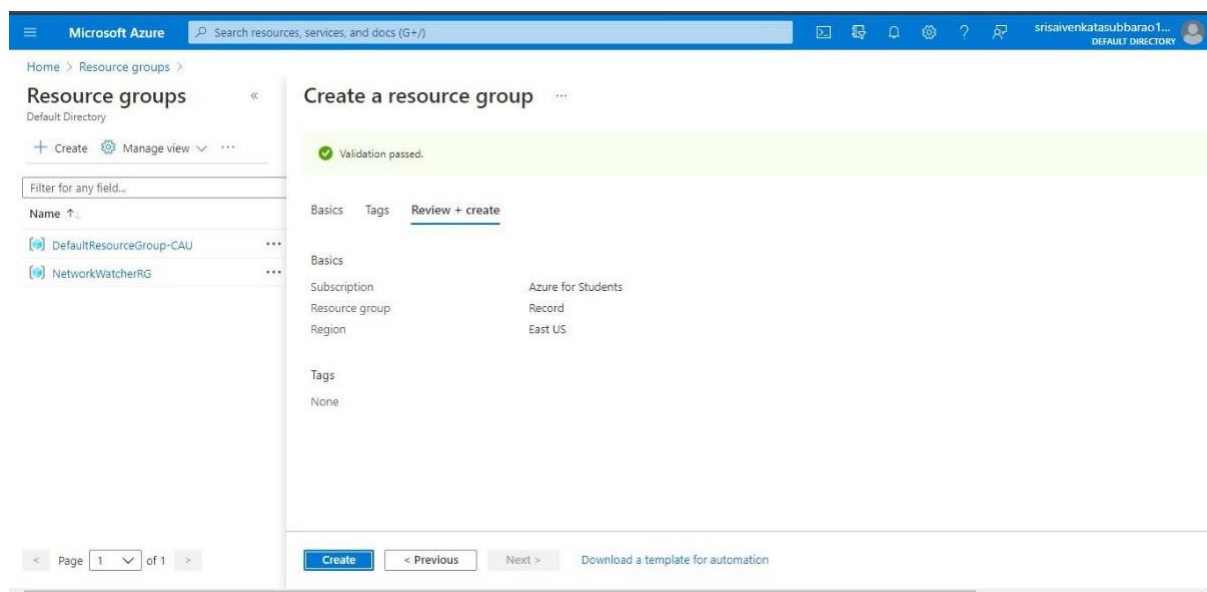 Microsoft Azure
Search resources, services, and docs (G+/)
srisaivenkatasubbarao1...
DEFAULT DIRECTORY
Home > Resource groups >
Resource groups
Default Directory
+ Create Manage view ...
Filter for any field...
Name ↑↓
DefaultResourceGroup-CAU ...
NetworkWatcherRG ...
< Page 1 of 1 >
Create a resource group ...
Validation passed.
Basics Tags Review + create
Basics
Subscription Azure for Students
Resource group Record
Region East US
Tags
None
Create < Previous Next > Download a template for automation